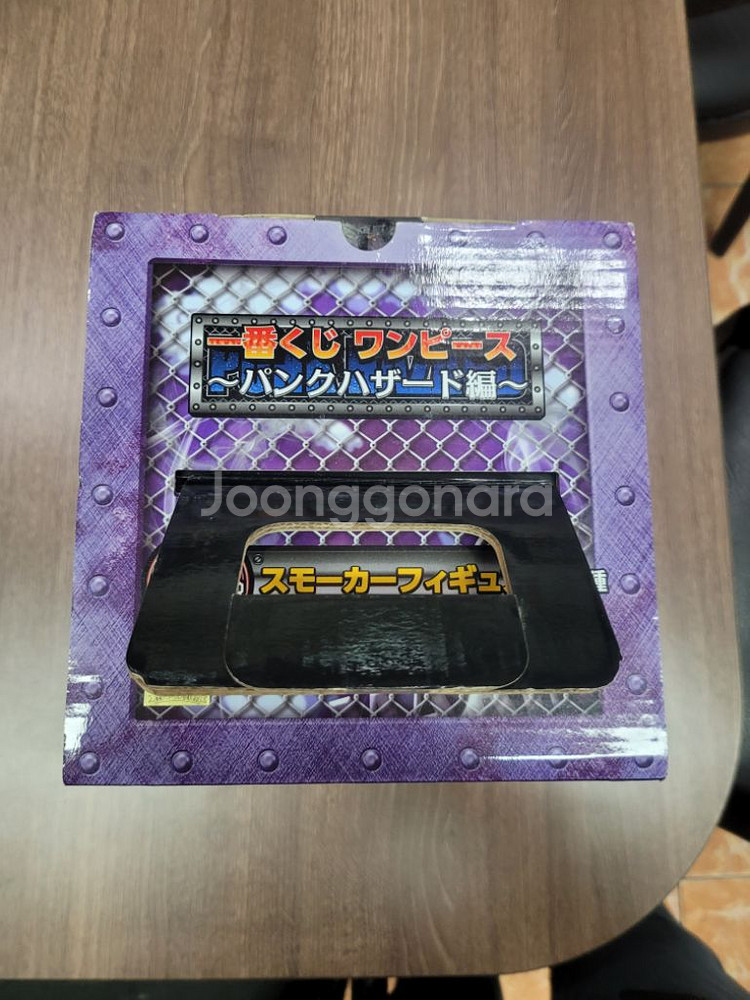 一番くじ ワンピース
～パンクハザード編～
Joonggonara
スモーカーフィギュ
種